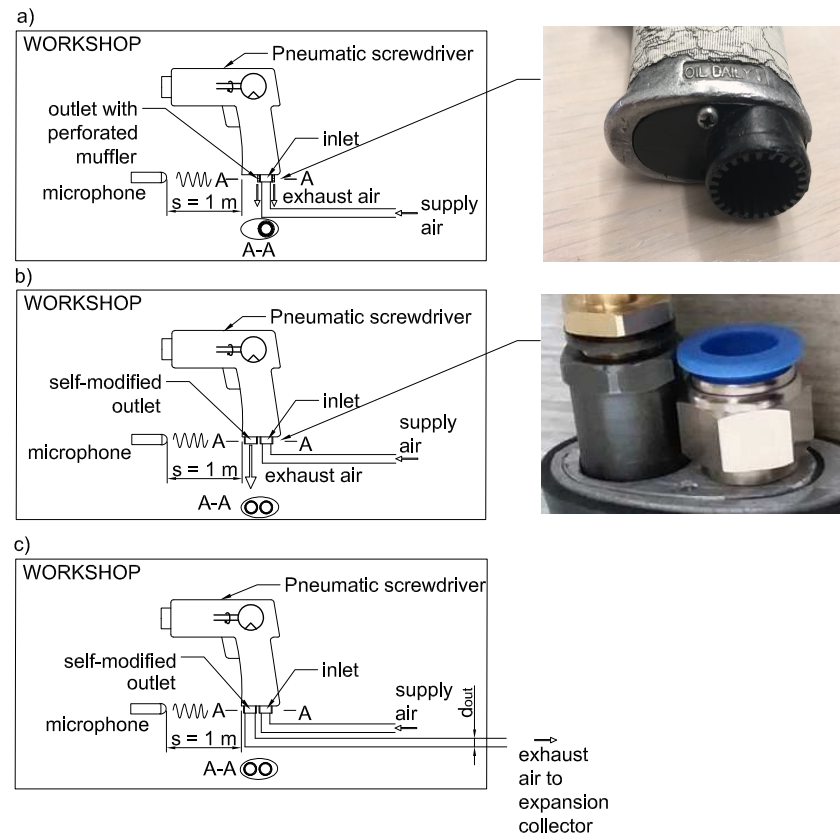 a)
WORKSHOP
Pneumatic screwdriver
outlet with
perforated
muffler
inlet
microphone
A
A
exhaust air
s = 1 m
supply
air
A-A
OIL DAILY
b)
WORKSHOP
Pneumatic screwdriver
self-modified
outlet
inlet
supply
air
microphone
A
A
s = 1 m
exhaust air
A-A
c)
WORKSHOP
Pneumatic screwdriver
self-modified
outlet
inlet
supply
air
dout
microphone
A
A
s = 1 m
A-A
exhaust
air to
expansion
collector